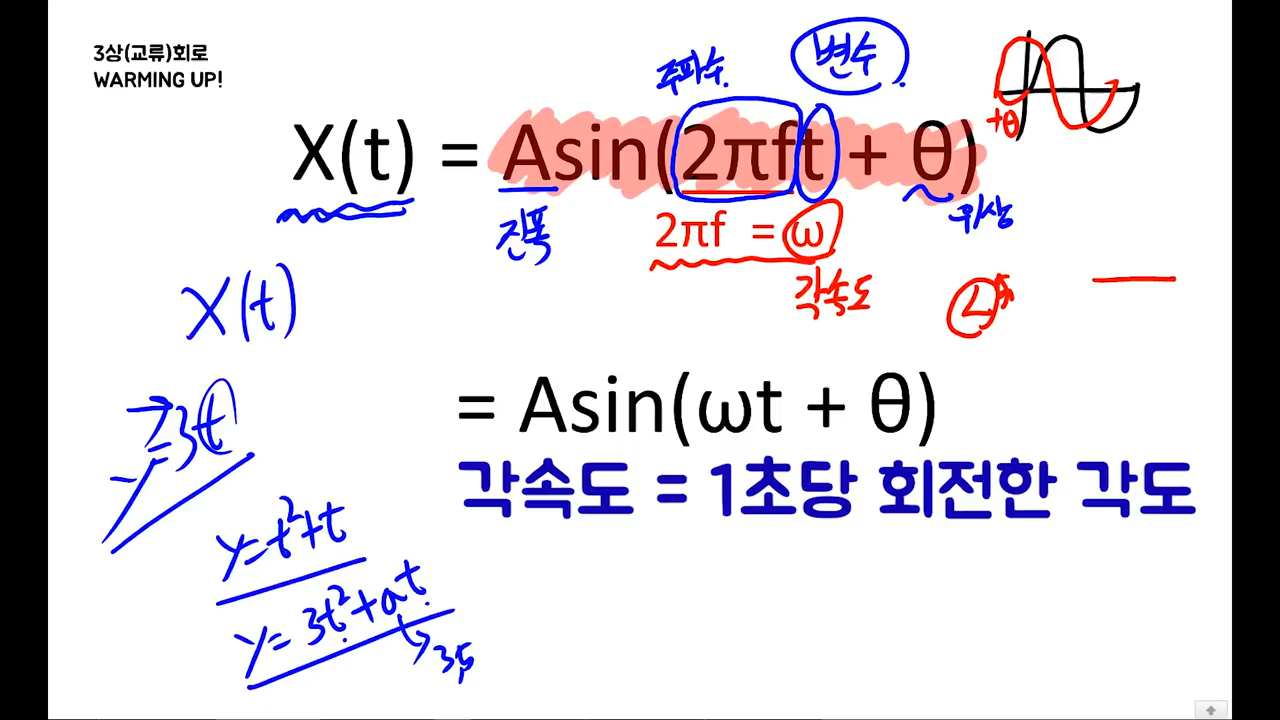 3상(교류)회로
WARMING UP!
주파수
변수
X(t) = Asin(2πft + θ)
+θ
진폭
2πf = ω
위상
각속도
X(t)
y=3t
= Asin(ωt + θ)
각속도 = 1초당 회전한 각도
y=t²+t
y=3t²+at